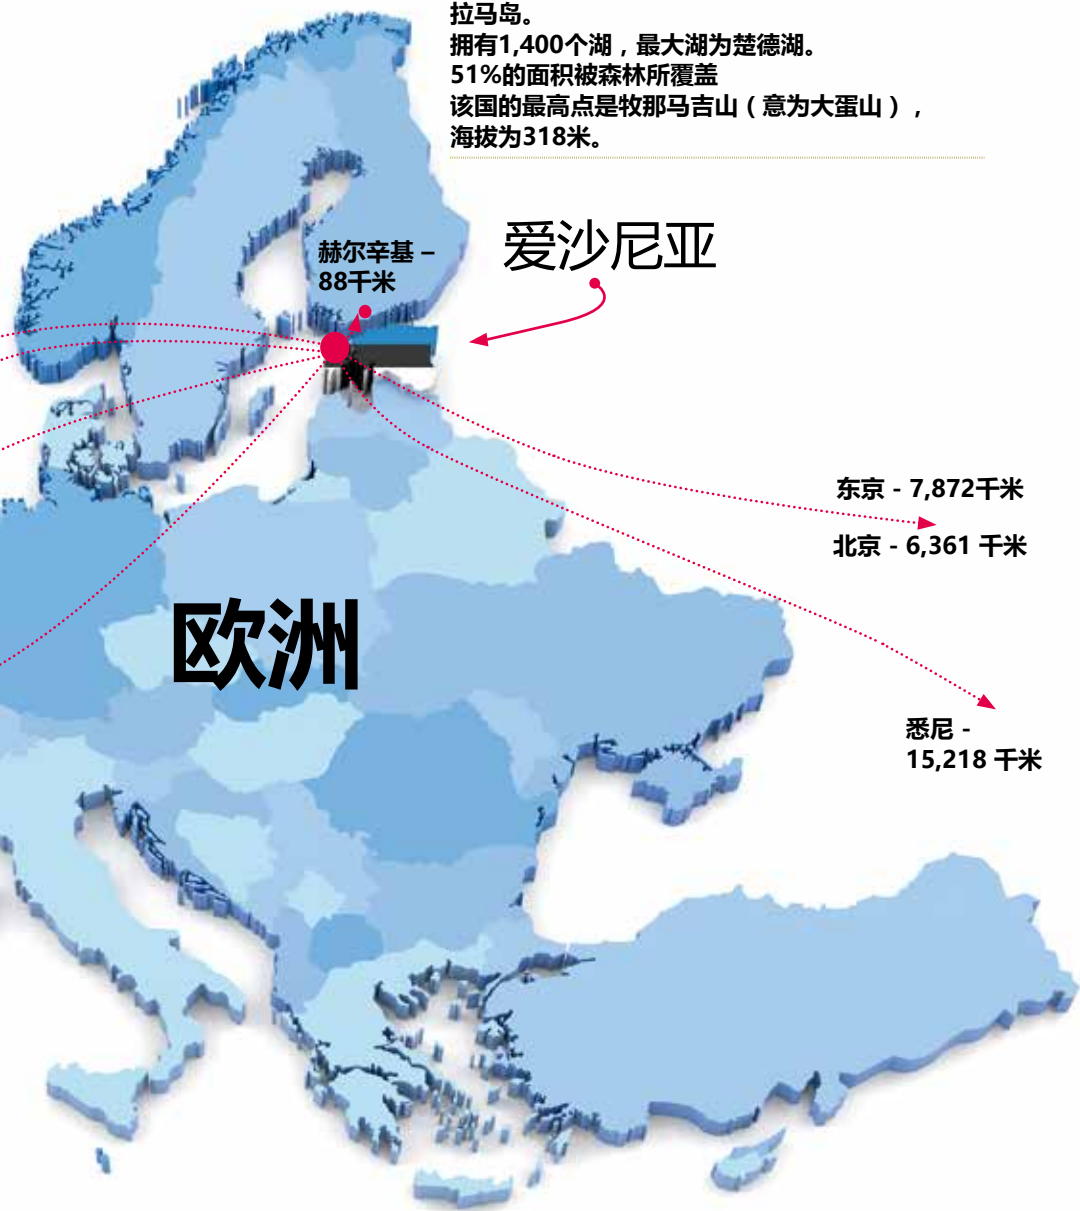 拉马岛。
拥有1,400个湖，最大湖为楚德湖。
51%的面积被森林所覆盖
该国的最高点是牧那马吉山（意为大蛋山），
海拔为318米。
爱沙尼亚
赫尔辛基 –
88千米
东京 - 7,872千米
北京 - 6,361 千米
欧洲
悉尼 -
15,218 千米